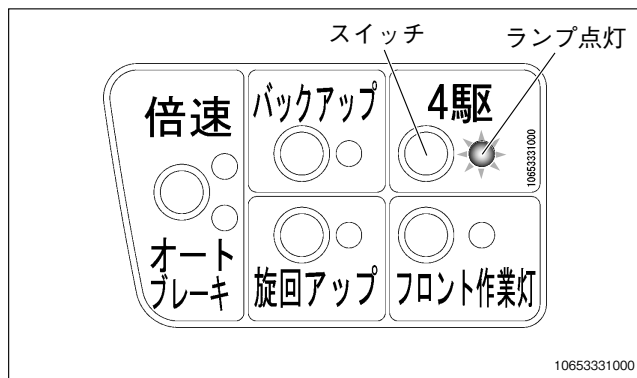 スイッチ
ランプ点灯
倍速
オート
ブレーキ
バックアップ
4駆
10653331000
旋回アップ
フロント作業灯
10653331000